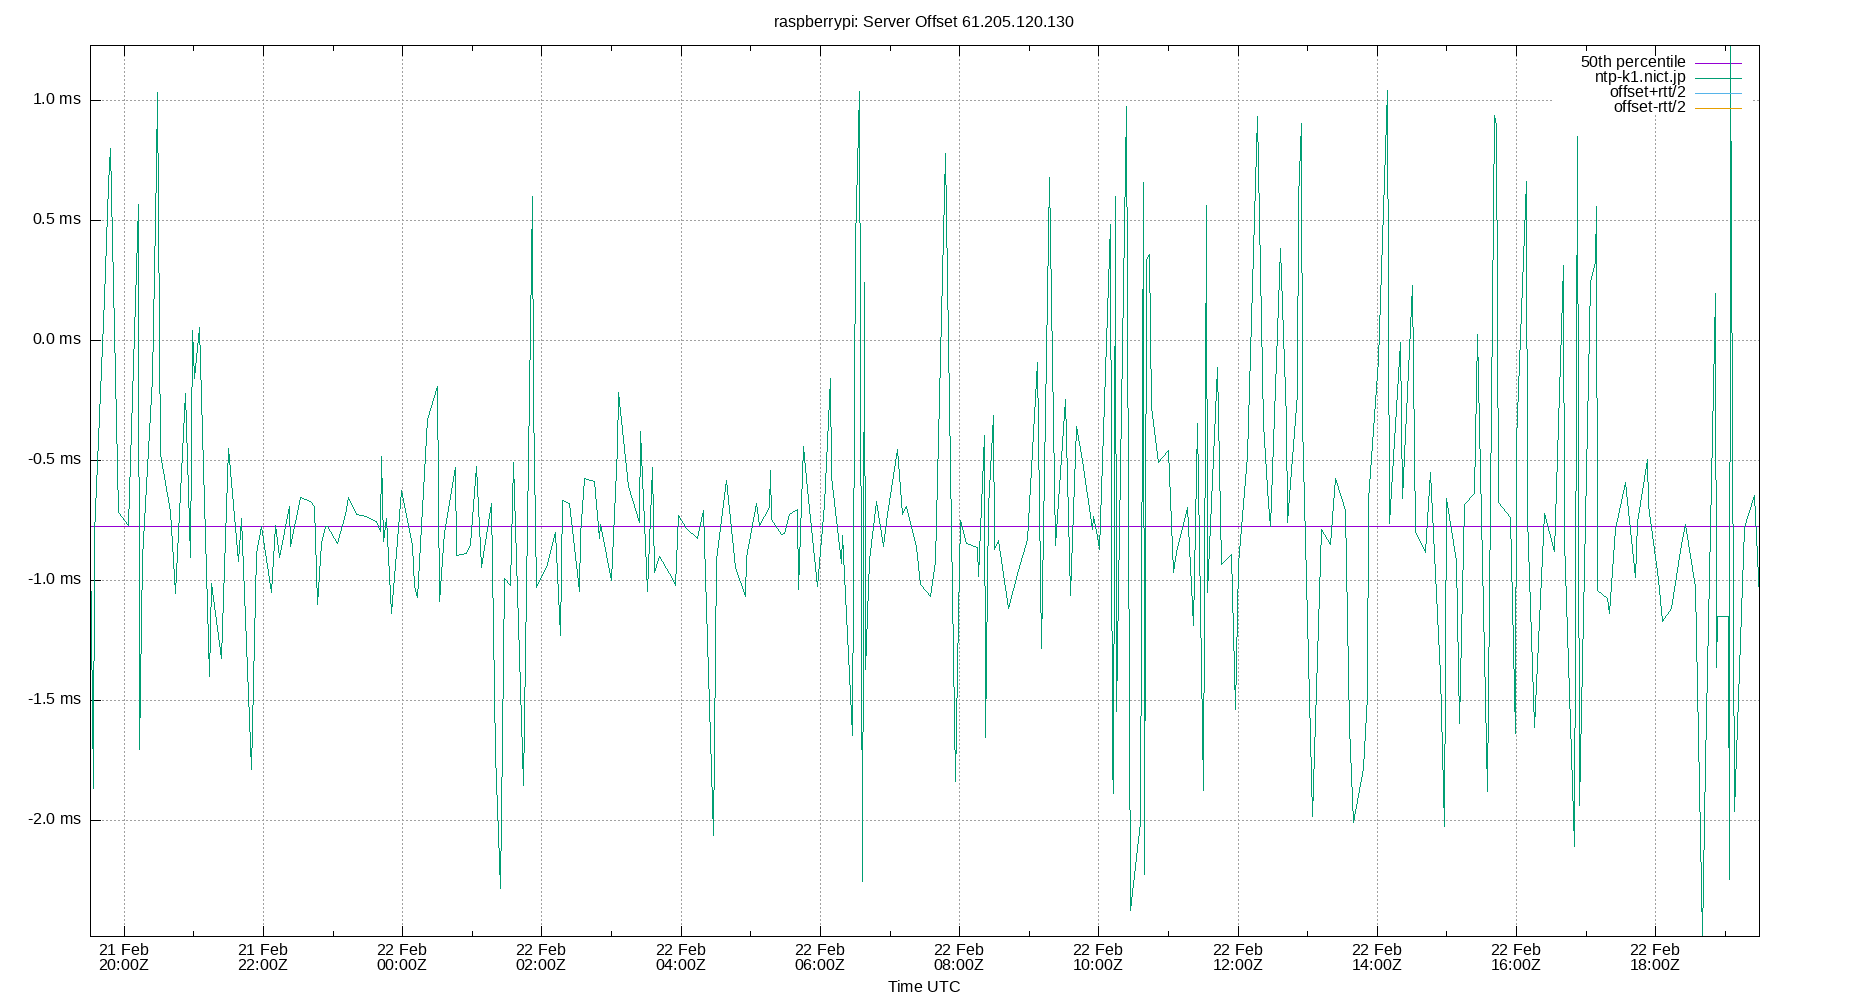 raspberrypi: Server Offset 61.205.120.130
50th percentile
ntp-k1.nict.jp
offset+rtt/2
offset-rtt/2
1.0 ms
0.5 ms
0.0 ms
-0.5 ms
-1.0 ms
-1.5 ms
-2.0 ms
21 Feb 21 Feb 22 Feb 22 Feb 22 Feb 22 Feb 22 Feb 22 Feb 22 Feb 22 Feb 22 Feb 22 Feb
20:00Z 22:00Z 00:00Z 02:00Z 04:00Z 06:00Z 08:00Z 10:00Z 12:00Z 14:00Z 16:00Z 18:00Z
Time UTC